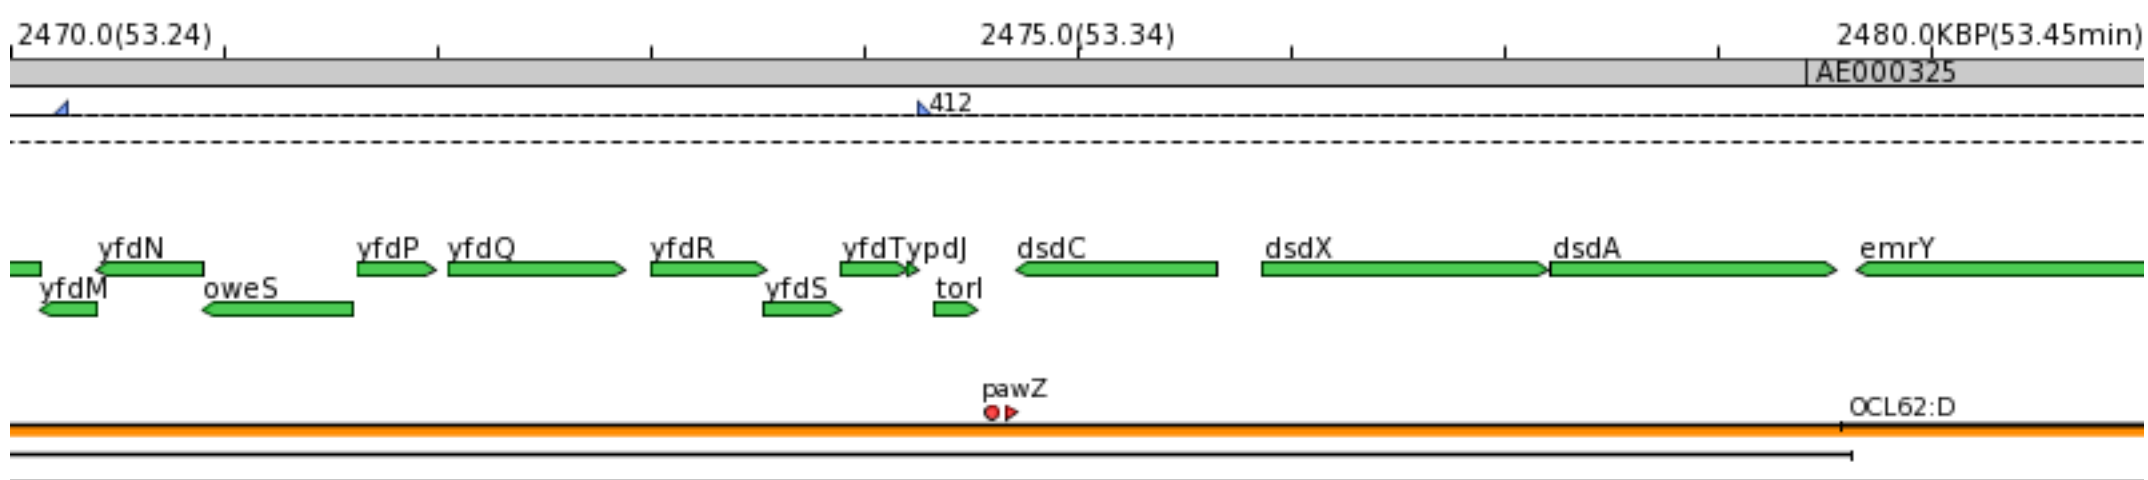 2470.0(53.24) 2475.0(53.34) 2480.0KBP(53.45min)
AE000325
412
yfdN yfdP yfdQ yfdR yfdT ypdJ dsdC dsdX dsdA emrY
yfdM oweS yfdS torI
pawZ
OCL62:D